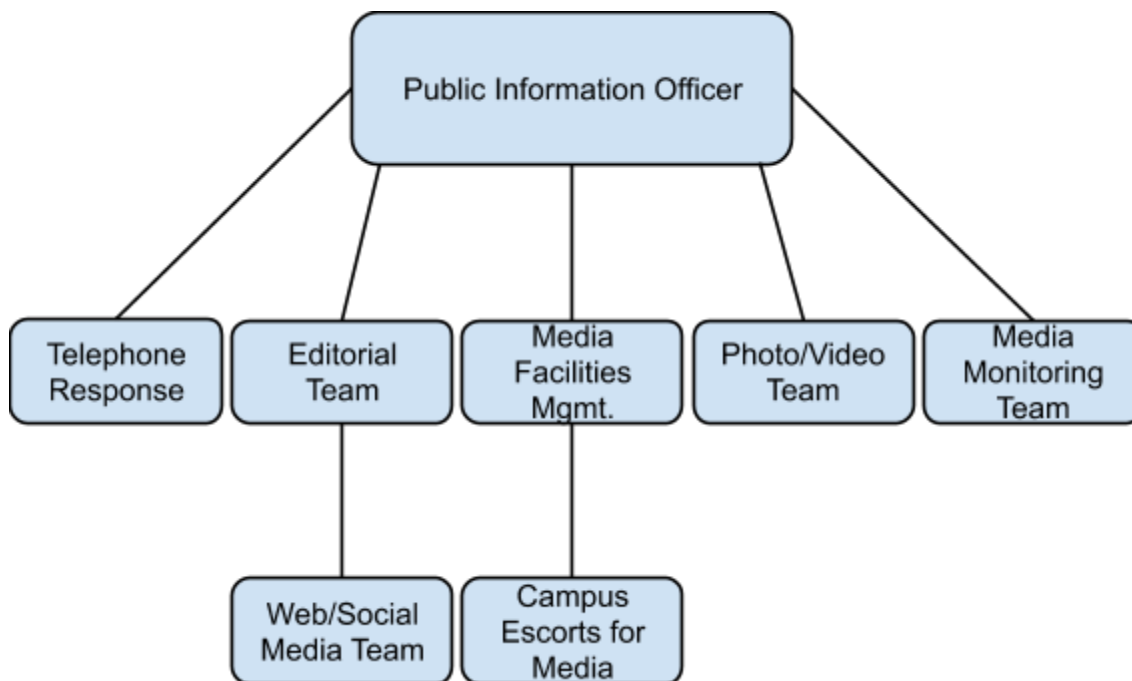 Public Information Officer
Telephone
Response
Editorial
Team
Media
Facilities
Mgmt.
Photo/Video
Team
Media
Monitoring
Team
Web/Social
Media Team
Campus
Escorts for
Media